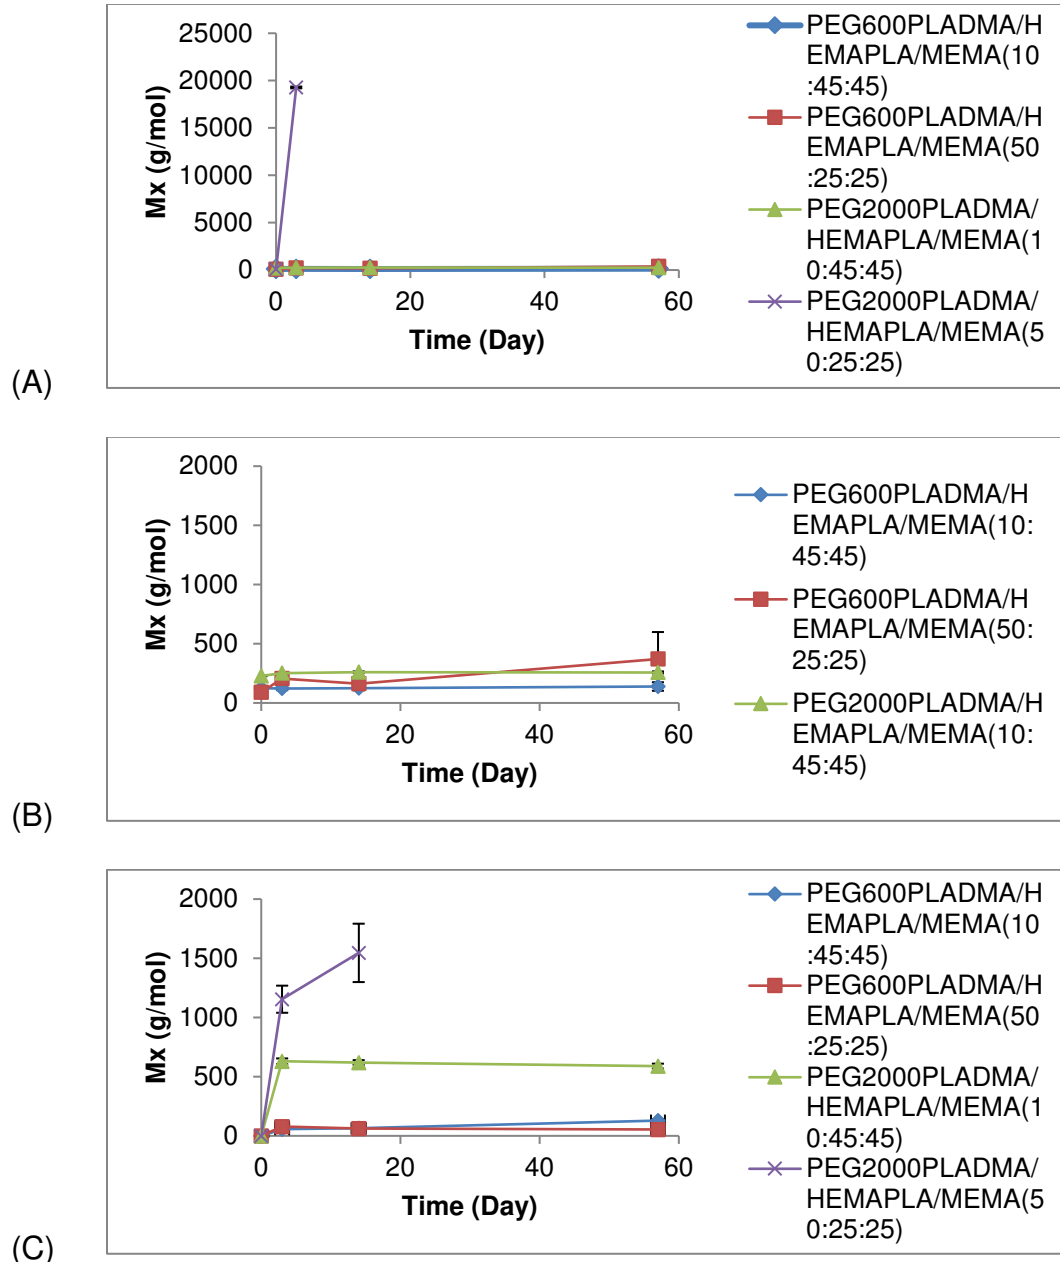 25000
20000
15000
10000
5000
0
Mx (g/mol)
0 20 40 60
Time (Day)
PEG600PLADMA/H
EMAPLA/MEMA(10
:45:45)
PEG600PLADMA/H
EMAPLA/MEMA(50
:25:25)
PEG2000PLADMA/
HEMAPLA/MEMA(1
0:45:45)
PEG2000PLADMA/
HEMAPLA/MEMA(5
0:25:25)
(A)
2000
1500
1000
500
0
Mx (g/mol)
0 20 40 60
Time (Day)
PEG600PLADMA/H
EMAPLA/MEMA(10:
45:45)
PEG600PLADMA/H
EMAPLA/MEMA(50:
25:25)
PEG2000PLADMA/H
EMAPLA/MEMA(10:
45:45)
(B)
2000
1500
1000
500
0
Mx (g/mol)
0 20 40 60
Time (Day)
PEG600PLADMA/H
EMAPLA/MEMA(10
:45:45)
PEG600PLADMA/H
EMAPLA/MEMA(50
:25:25)
PEG2000PLADMA/
HEMAPLA/MEMA(1
0:45:45)
PEG2000PLADMA/
HEMAPLA/MEMA(5
0:25:25)
(C)